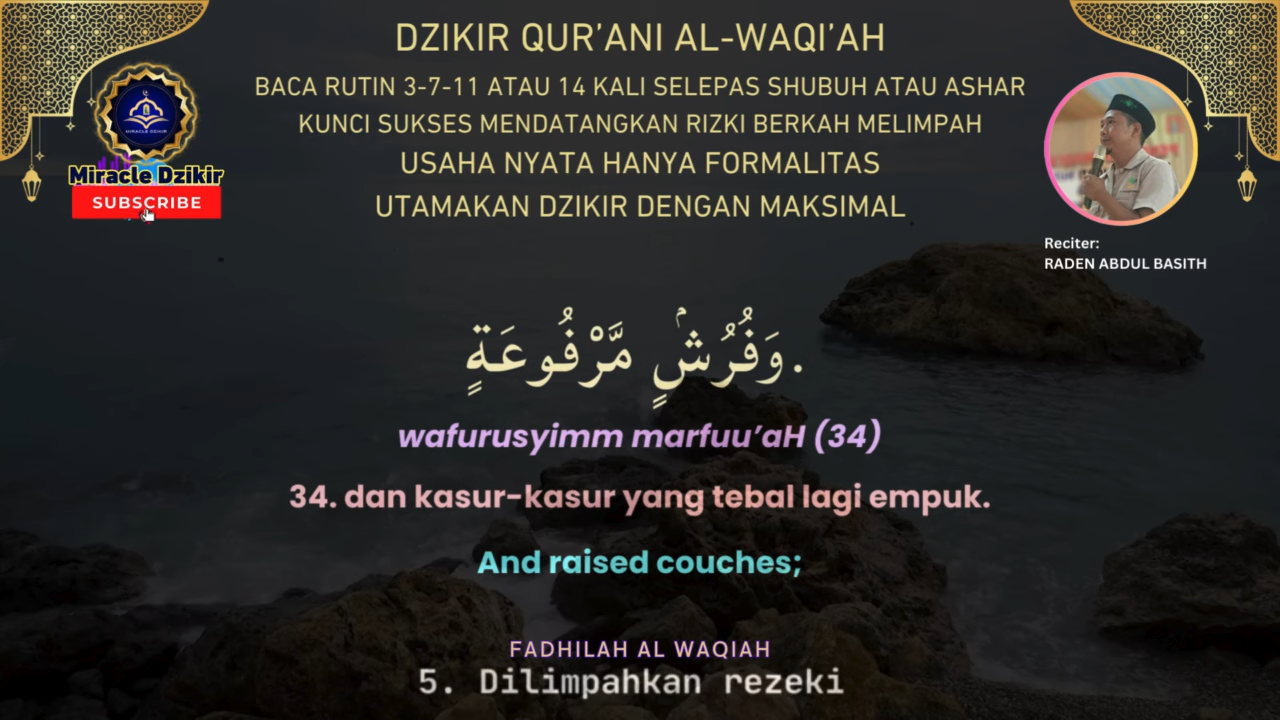 DZIKIR QUR'ANI AL-WAQI'AH
BACA RUTIN 3-7-11 ATAU 14 KALI SELEPAS SHUBUH ATAU ASHAR
KUNCI SUKSES MENDATANGKAN RIZKI BERKAH MELIMPAH
USAHA NYATA HANYA FORMALITAS
UTAMAKAN DZIKIR DENGAN MAKSIMAL
MIRACLE DZIKIR
Miracle Dzikir
SUBSCRIBE
Reciter:
RADEN ABDUL BASITH
.وَفُرُشٍۢ مَّرْفُوعَةٍ
wafurusyimm marfuu’aH (34)
34. dan kasur-kasur yang tebal lagi empuk.
And raised couches;
FADHILAH AL WAQIAH
5. Dilimpahkan rezeki